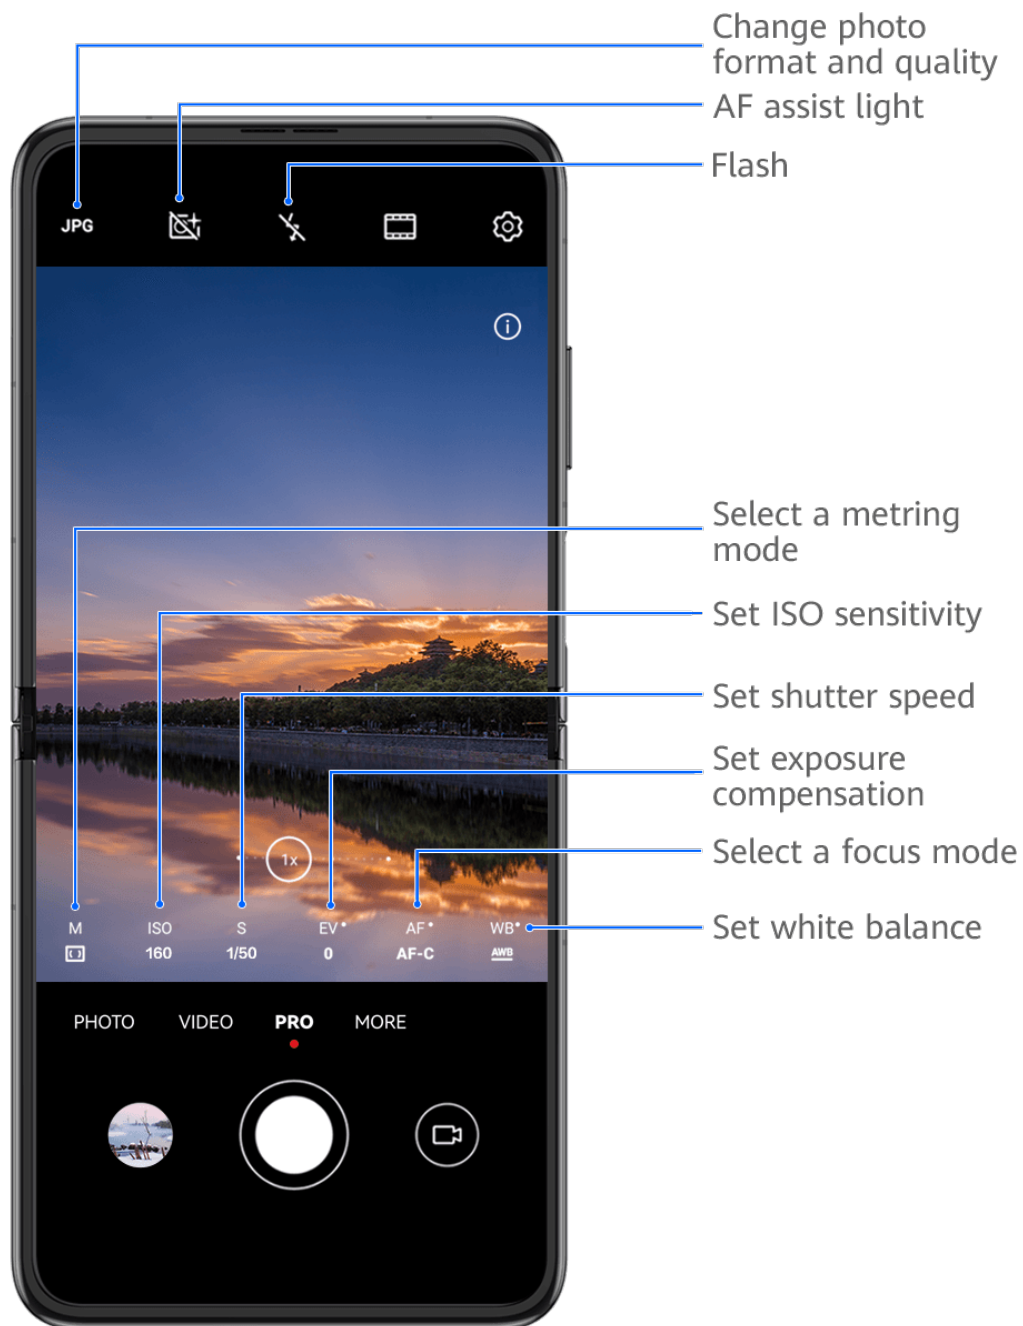 Change photo
format and quality
AF assist light
Flash
JPG
Select a metring
mode
Set ISO sensitivity
Set shutter speed
Set exposure
compensation
Select a focus mode
Set white balance
1x
M ISO S EV AF WB
160 1/50 0 AF-C AWB
PHOTO VIDEO PRO MORE